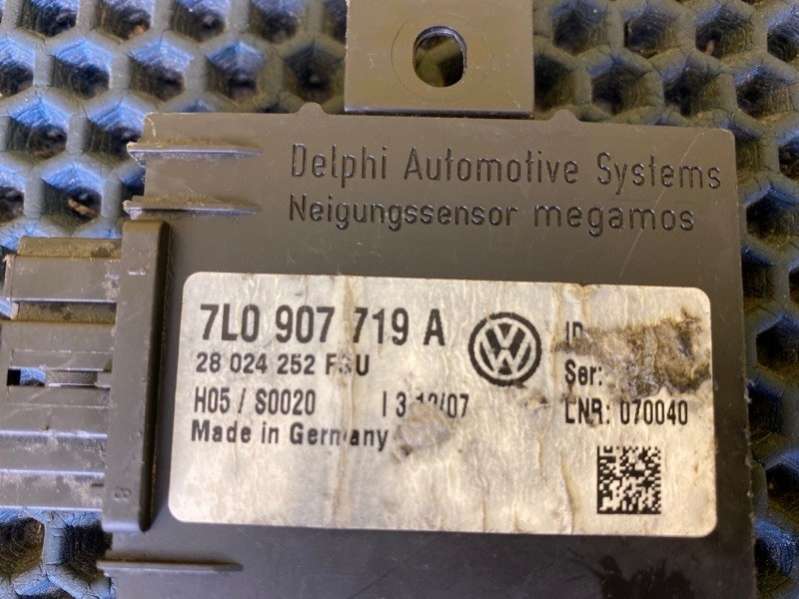 Delphi Automotive Systems
Neigungssensor megamos
7L0 907 719 A
ID
28 024 252
Ser:
H05 / S0020
LNR: 070040
Made in Germany